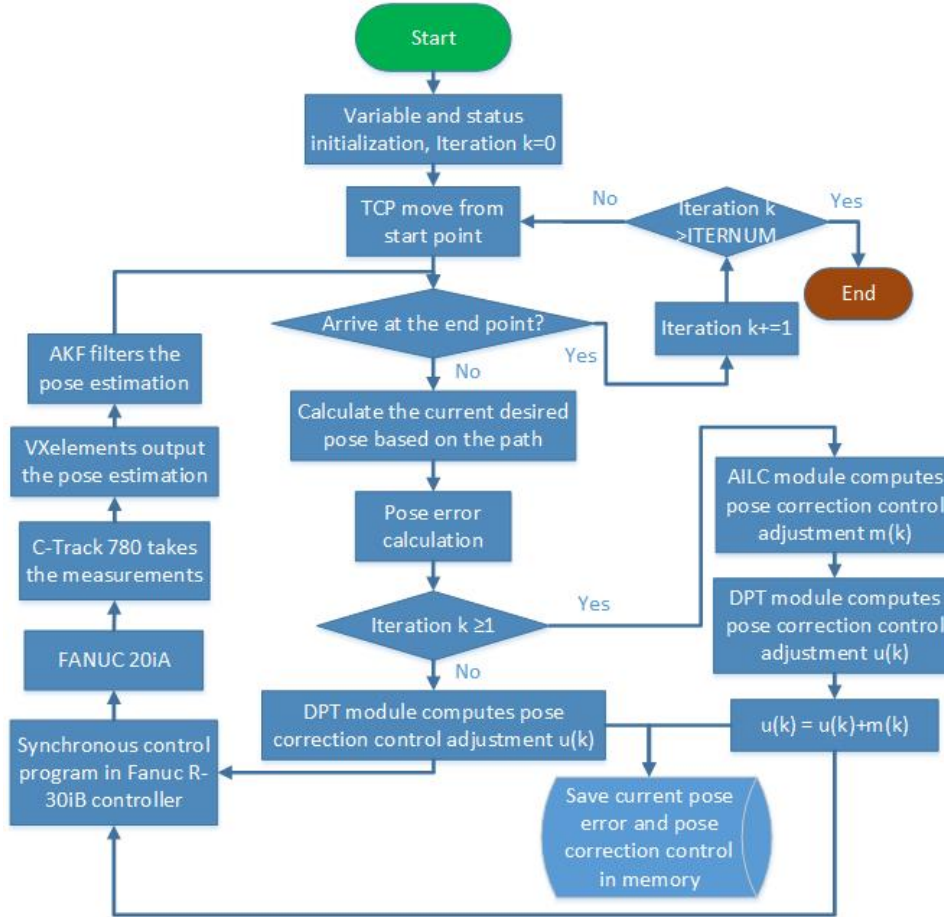 Start
Variable and status
initialization, Iteration k=0
TCP move from
start point
No
Iteration k
>ITERNUM
Yes
End
Iteration k+=1
Arrive at the end point?
Yes
No
AKF filters the
pose estimation
Calculate the current desired
pose based on the path
VXelements output
the pose estimation
Pose error
calculation
AILC module computes
pose correction control
adjustment m(k)
C-Track 780 takes
the measurements
Iteration k ≥1
Yes
No
DPT module computes
pose correction control
adjustment u(k)
FANUC 20iA
DPT module computes pose
correction control adjustment u(k)
u(k) = u(k)+m(k)
Synchronous control
program in Fanuc R-
30iB controller
Save current pose
error and pose
correction control
in memory